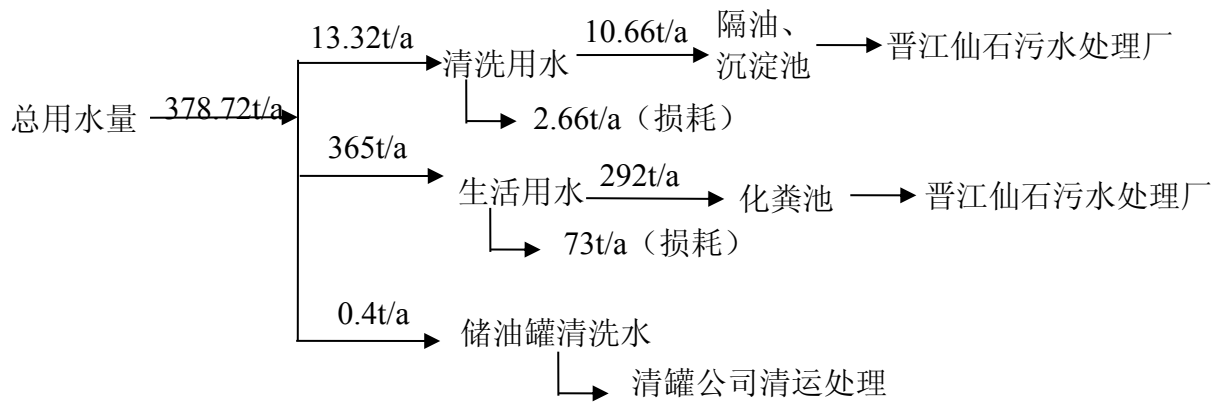 13.32t/a
清洗用水
10.66t/a
隔油、
沉淀池
晋江仙石污水处理厂
2.66t/a（损耗）
总用水量
378.72t/a
365t/a
生活用水
292t/a
化粪池
晋江仙石污水处理厂
73t/a（损耗）
0.4t/a
储油罐清洗水
清罐公司清运处理